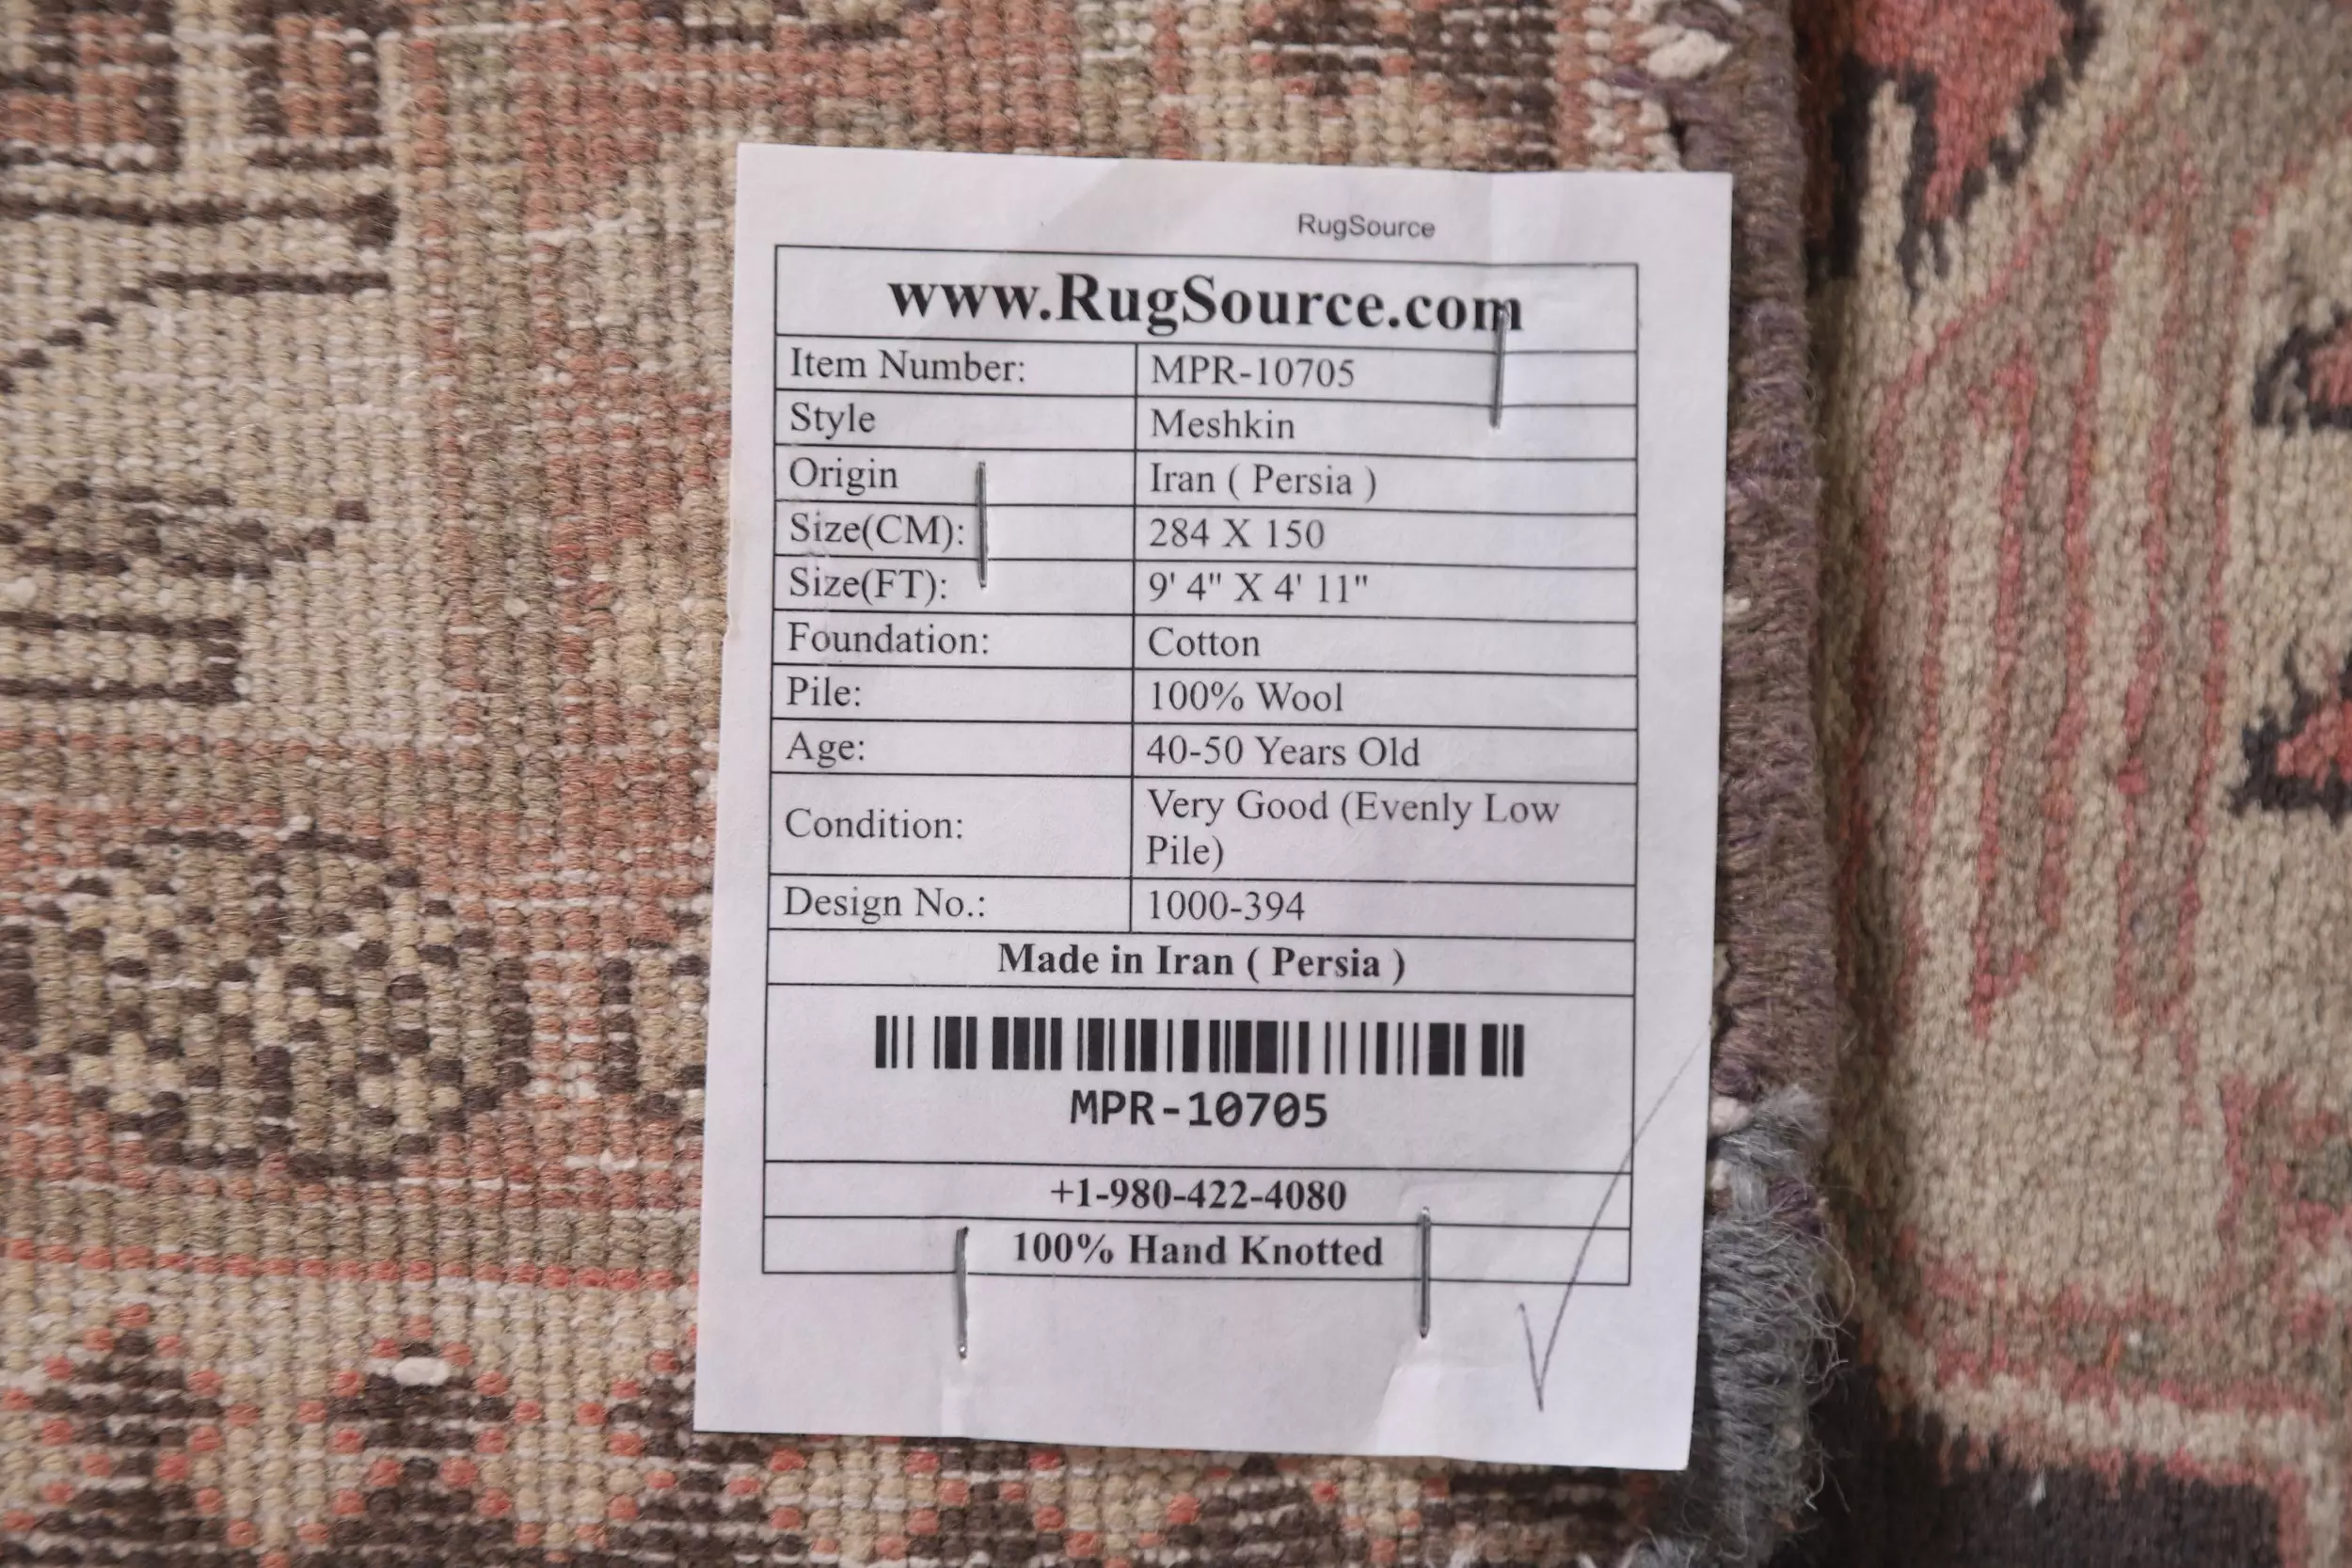 RugSource
www.RugSource.com
Item Number: MPR-10705
Style Meshkin
Origin Iran ( Persia )
Size(CM): 284 X 150
Size(FT): 9' 4" X 4' 11"
Foundation: Cotton
Pile: 100% Wool
Age: 40-50 Years Old
Condition: Very Good (Evenly Low
Pile)
Design No.: 1000-394
Made in Iran ( Persia )
MPR-10705
+1-980-422-4080
100% Hand Knotted